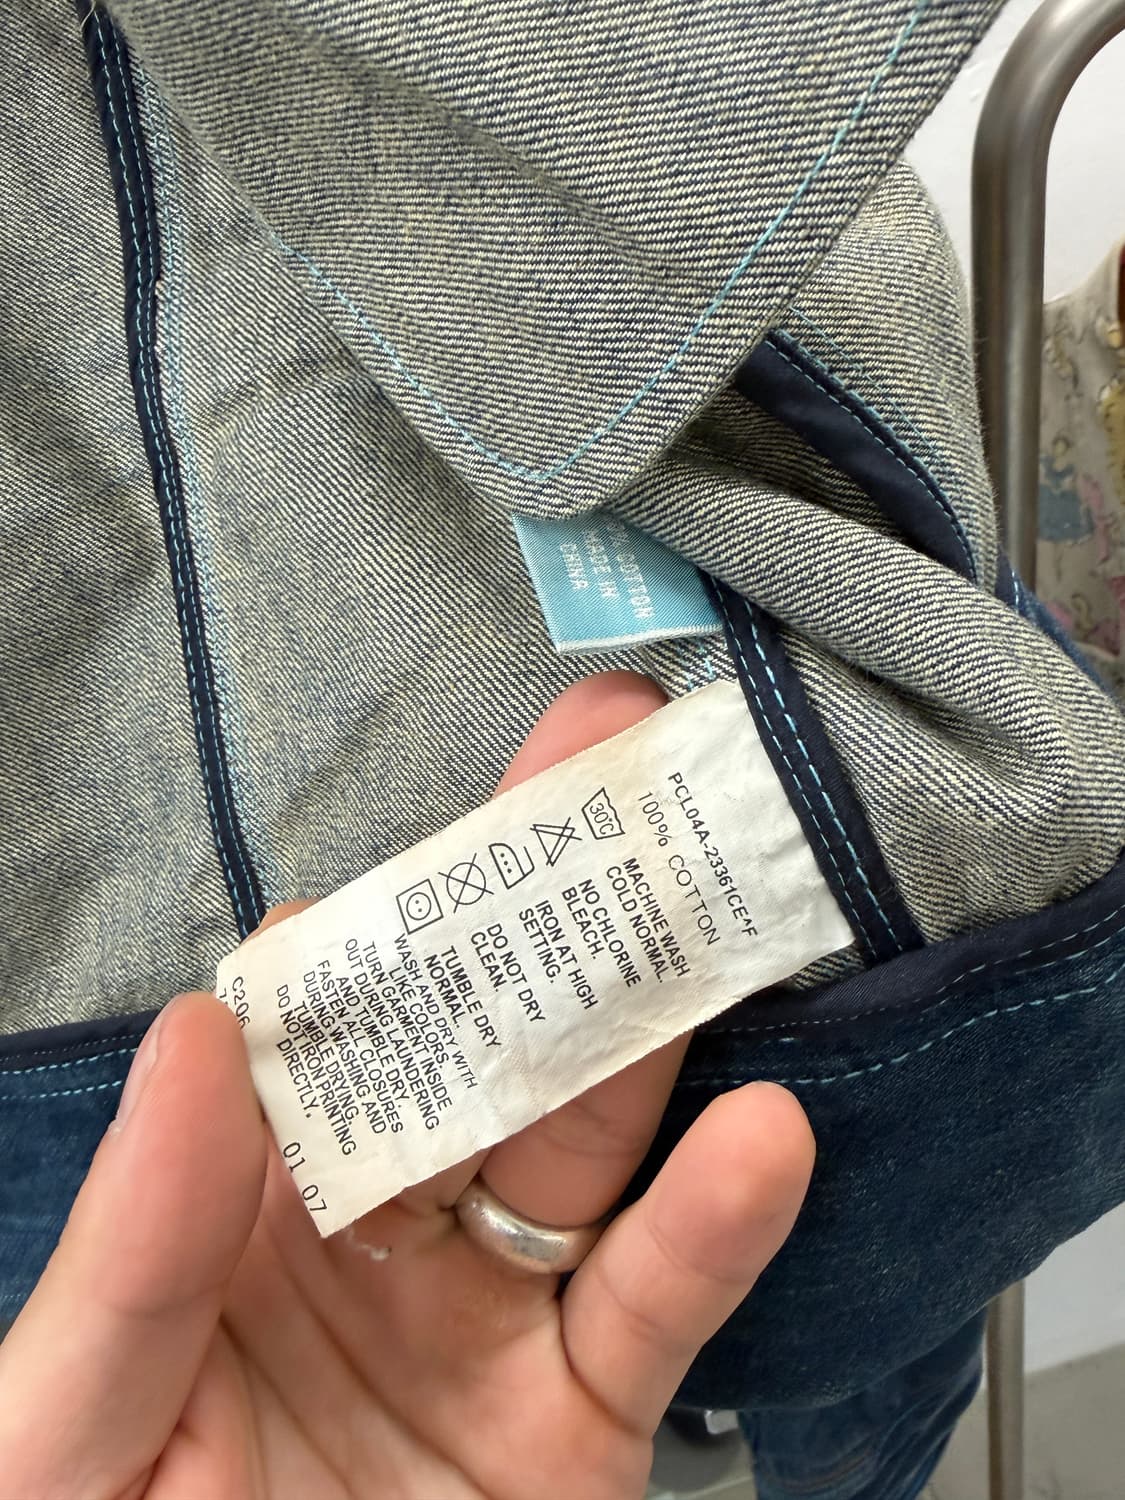 % COTTON
MADE IN
CHINA
100% COTTON
30°C
MACHINE WASH
COLD NORMAL.
NO CHLORINE
BLEACH.
IRON AT HIGH
SETTING.
DO NOT DRY
CLEAN.
TUMBLE DRY
NORMAL.
WASH AND DRY WITH
LIKE COLORS.
TURN GARMENT INSIDE
OUT DURING LAUNDERING
AND TUMBLE DRY.
FASTEN ALL CLOSURES
DURING WASHING AND
TUMBLE DRYING.
DO NOT IRON PRINTING
DIRECTLY.
C206
01 07